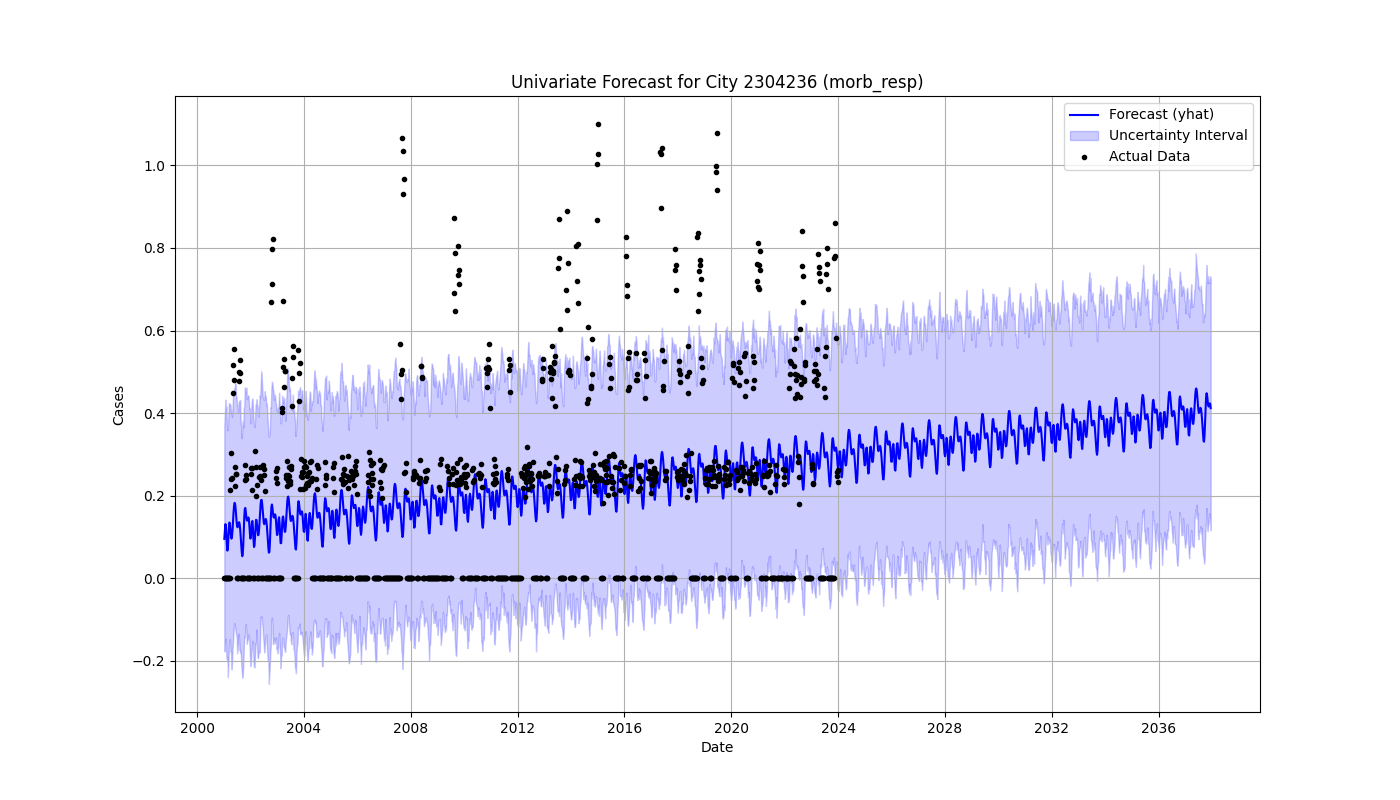 Univariate Forecast for City 2304236 (morb_resp)
Forecast (yhat)
Uncertainty Interval
Actual Data
Cases
1.0
0.8
0.6
0.4
0.2
0.0
−0.2
2000 2004 2008 2012 2016 2020 2024 2028 2032 2036
Date